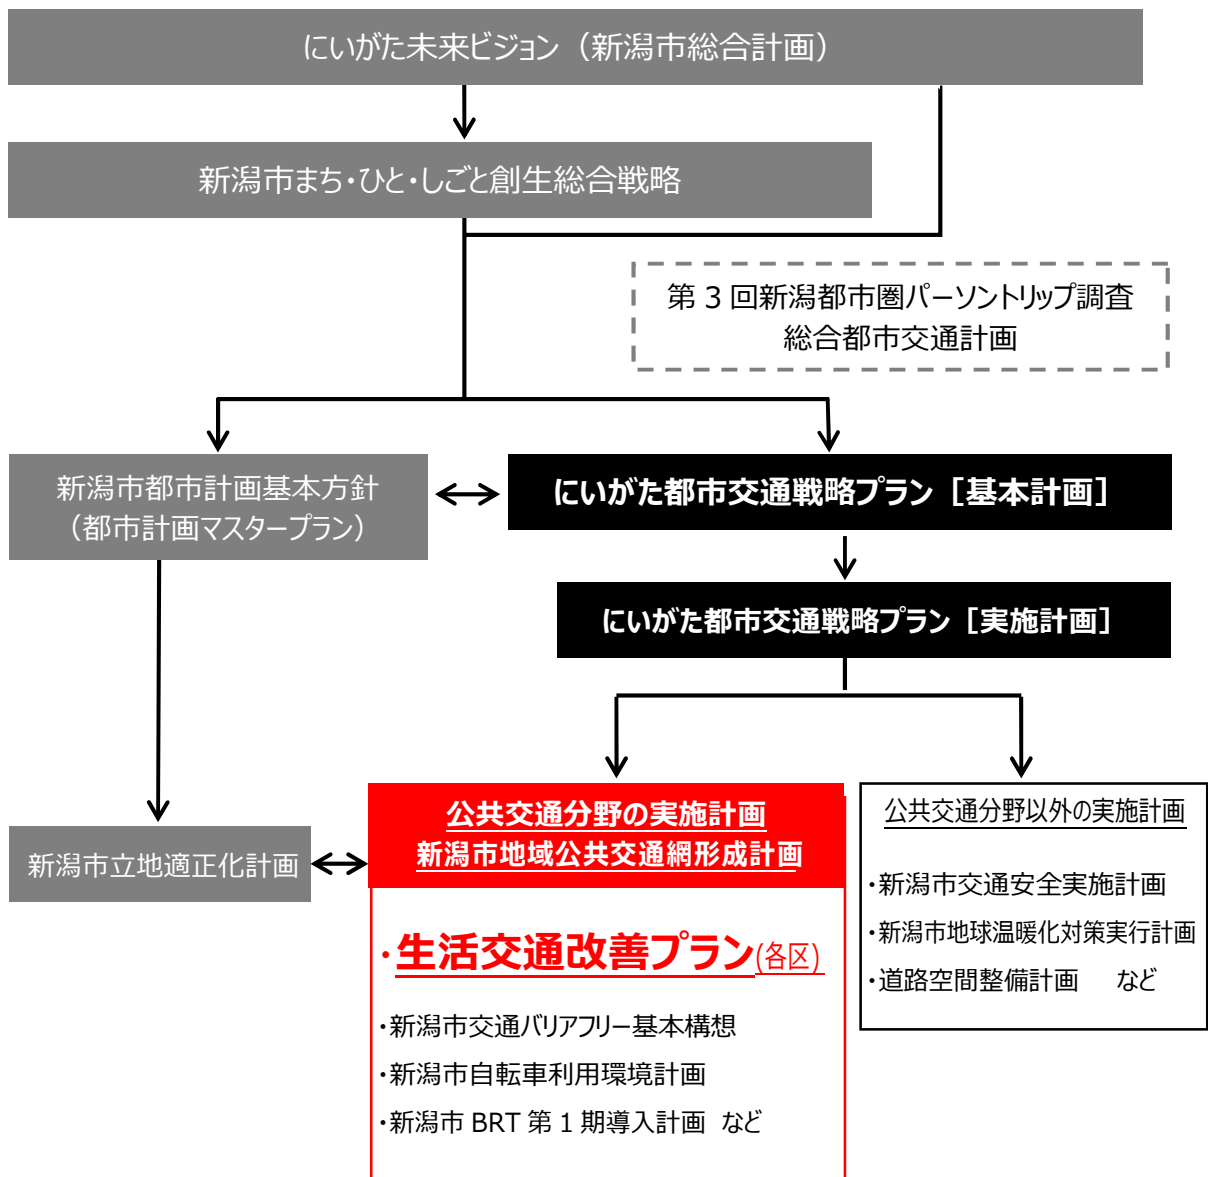 にいがた未来ビジョン（新潟市総合計画）
新潟市まち・ひと・しごと創生総合戦略
第 3 回新潟都市圏パーソントリップ調査
総合都市交通計画
新潟市都市計画基本方針
（都市計画マスタープラン）
にいがた都市交通戦略プラン［基本計画］
にいがた都市交通戦略プラン［実施計画］
新潟市立地適正化計画
公共交通分野の実施計画
新潟市地域公共交通網形成計画
・生活交通改善プラン(各区)
・新潟市交通バリアフリー基本構想
・新潟市自転車利用環境計画
・新潟市 BRT 第 1 期導入計画 など
公共交通分野以外の実施計画
・新潟市交通安全実施計画
・新潟市地球温暖化対策実行計画
・道路空間整備計画　など